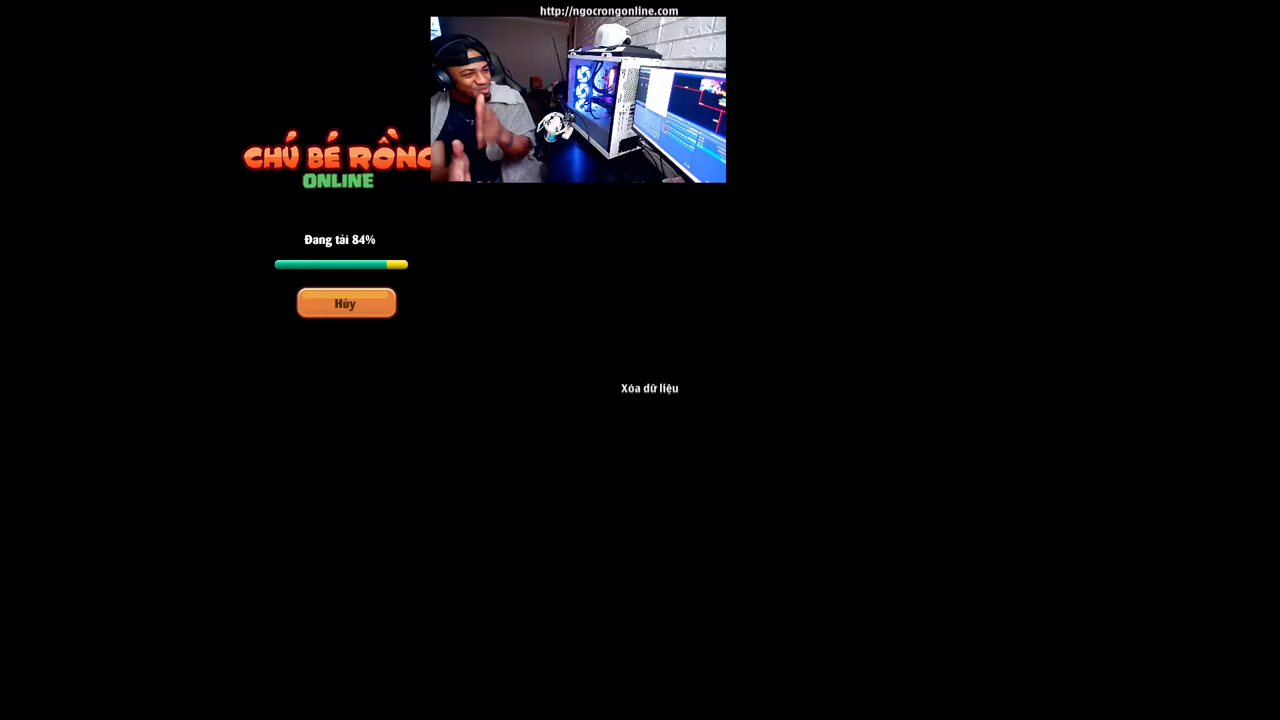 http://ngocrongonline.com
CHÚ BÉ RỒNG
ONLINE
Đang tải 84%
Hủy
Xóa dữ liệu